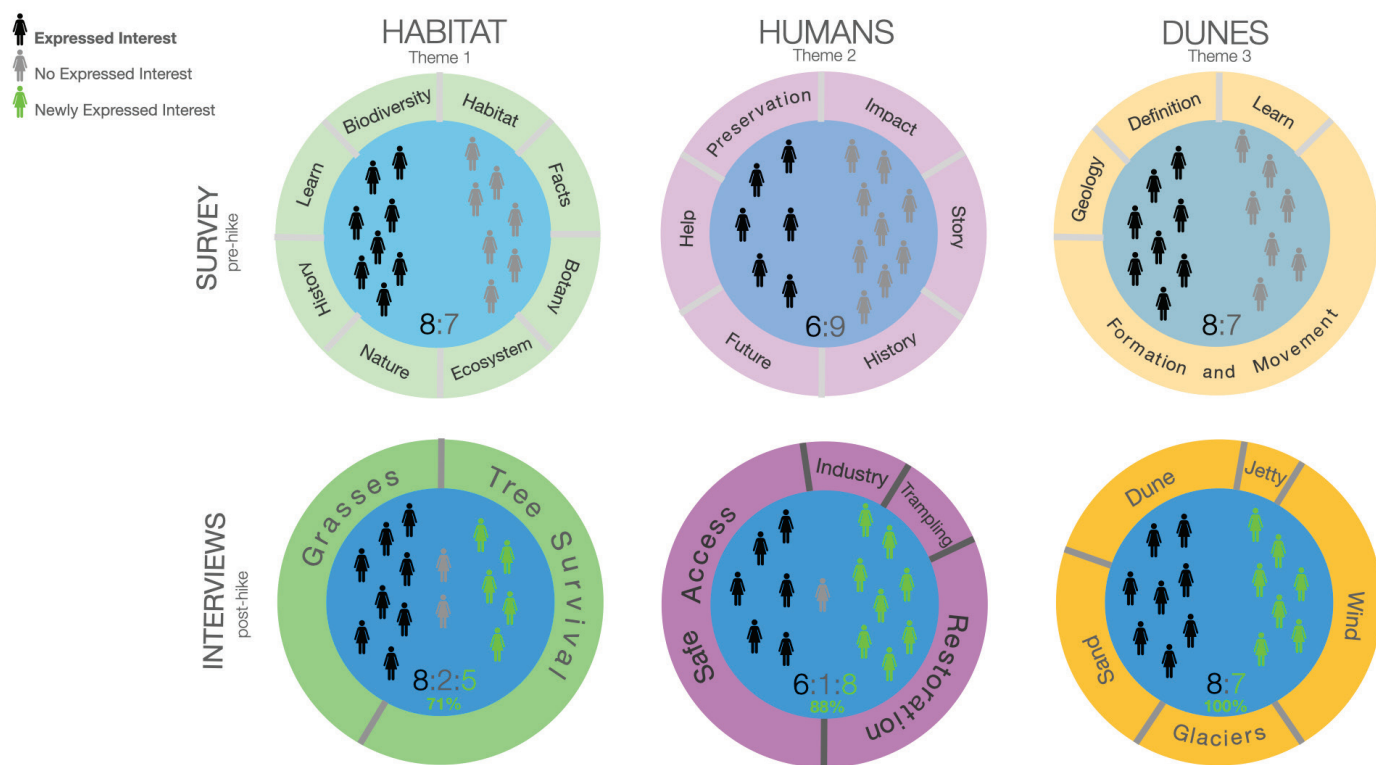 Expressed Interest
No Expressed Interest
Newly Expressed Interest
HABITAT
Theme 1
HUMANS
Theme 2
DUNES
Theme 3
SURVEY
pre-hike
Biodiversity
Habitat
Facts
Botany
Ecosystem
Nature
History
Learn
8:7
Preservation
Impact
Story
History
Future
Help
6:9
Definition
Learn
Formation and Movement
Geology
8:7
INTERVIEWS
post-hike
Grasses
Tree Survival
8:2:5
71%
Safe Access
Industry
Trampling
Restoration
6:1:8
88%
Dune
Jetty
Wind
Glaciers
Sand
8:7
100%